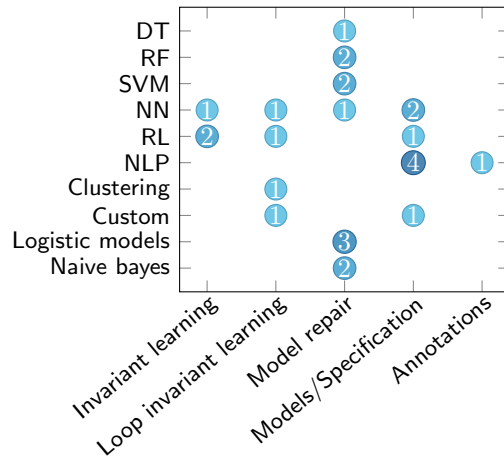 DT 1
RF 2
SVM 2
NN 1 1 1 2
RL 2 1 1
NLP 4 1
Clustering 1
Custom 1 1
Logistic models 3
Naive bayes 2
Invariant learning
Loop invariant learning
Model repair
Models/Specification
Annotations